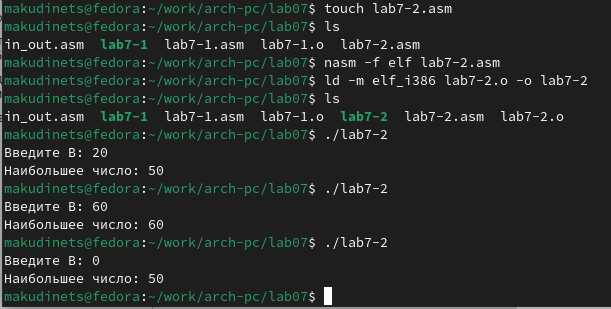 makudinets@fedora:~/work/arch-pc/lab07$ touch lab7-2.asm
makudinets@fedora:~/work/arch-pc/lab07$ ls
in_out.asm  lab7-1  lab7-1.asm  lab7-1.o  lab7-2.asm
makudinets@fedora:~/work/arch-pc/lab07$ nasm -f elf lab7-2.asm
makudinets@fedora:~/work/arch-pc/lab07$ ld -m elf_i386 lab7-2.o -o lab7-2
makudinets@fedora:~/work/arch-pc/lab07$ ls
in_out.asm  lab7-1  lab7-1.asm  lab7-1.o  lab7-2  lab7-2.asm  lab7-2.o
makudinets@fedora:~/work/arch-pc/lab07$ ./lab7-2
Введите B: 20
Наибольшее число: 50
makudinets@fedora:~/work/arch-pc/lab07$ ./lab7-2
Введите B: 60
Наибольшее число: 60
makudinets@fedora:~/work/arch-pc/lab07$ ./lab7-2
Введите B: 0
Наибольшее число: 50
makudinets@fedora:~/work/arch-pc/lab07$